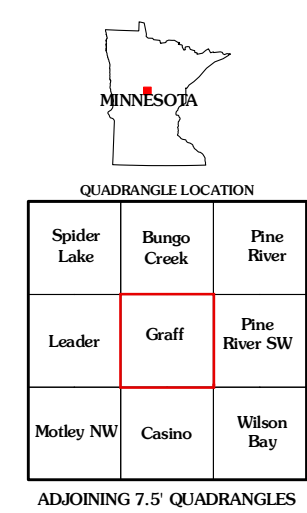 MINNESOTA
QUADRANGLE LOCATION
Spider
Lake
Bungo
Creek
Pine
River
Leader
Graff
Pine
River SW
Motley NW
Casino
Wilson
Bay
ADJOINING 7.5' QUADRANGLES